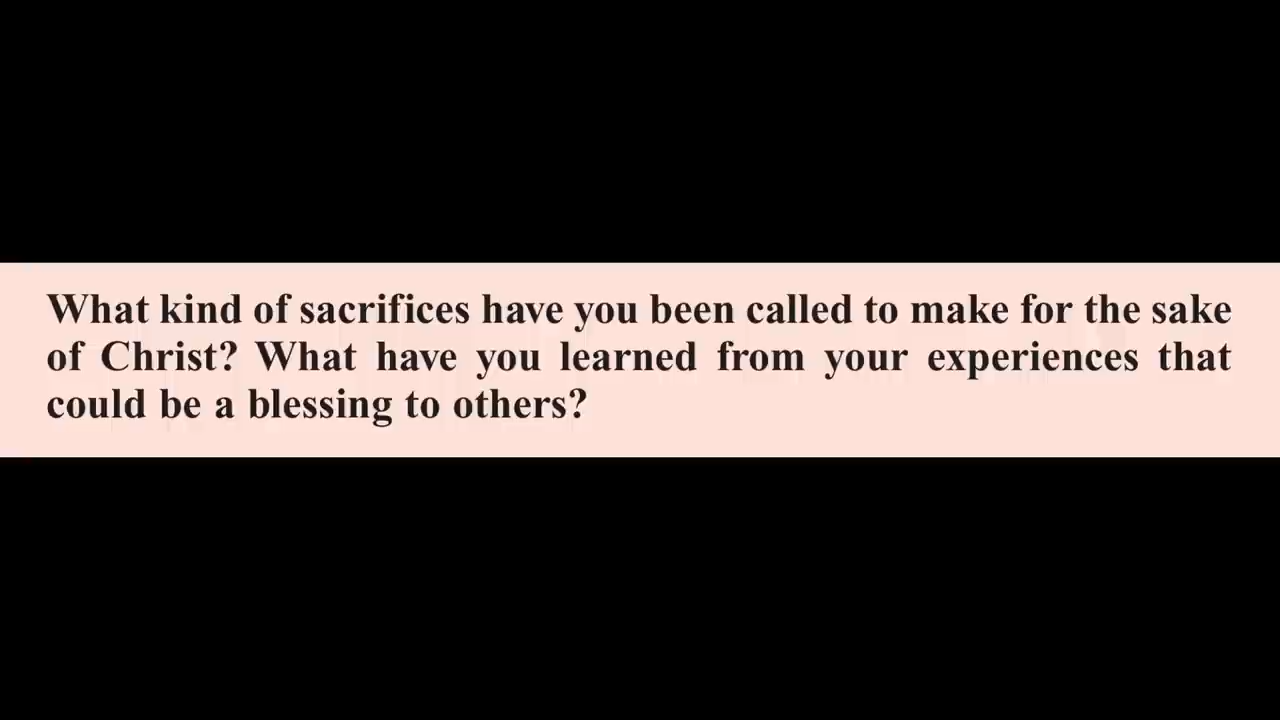 What kind of sacrifices have you been called to make for the sake
of Christ? What have you learned from your experiences that
could be a blessing to others?